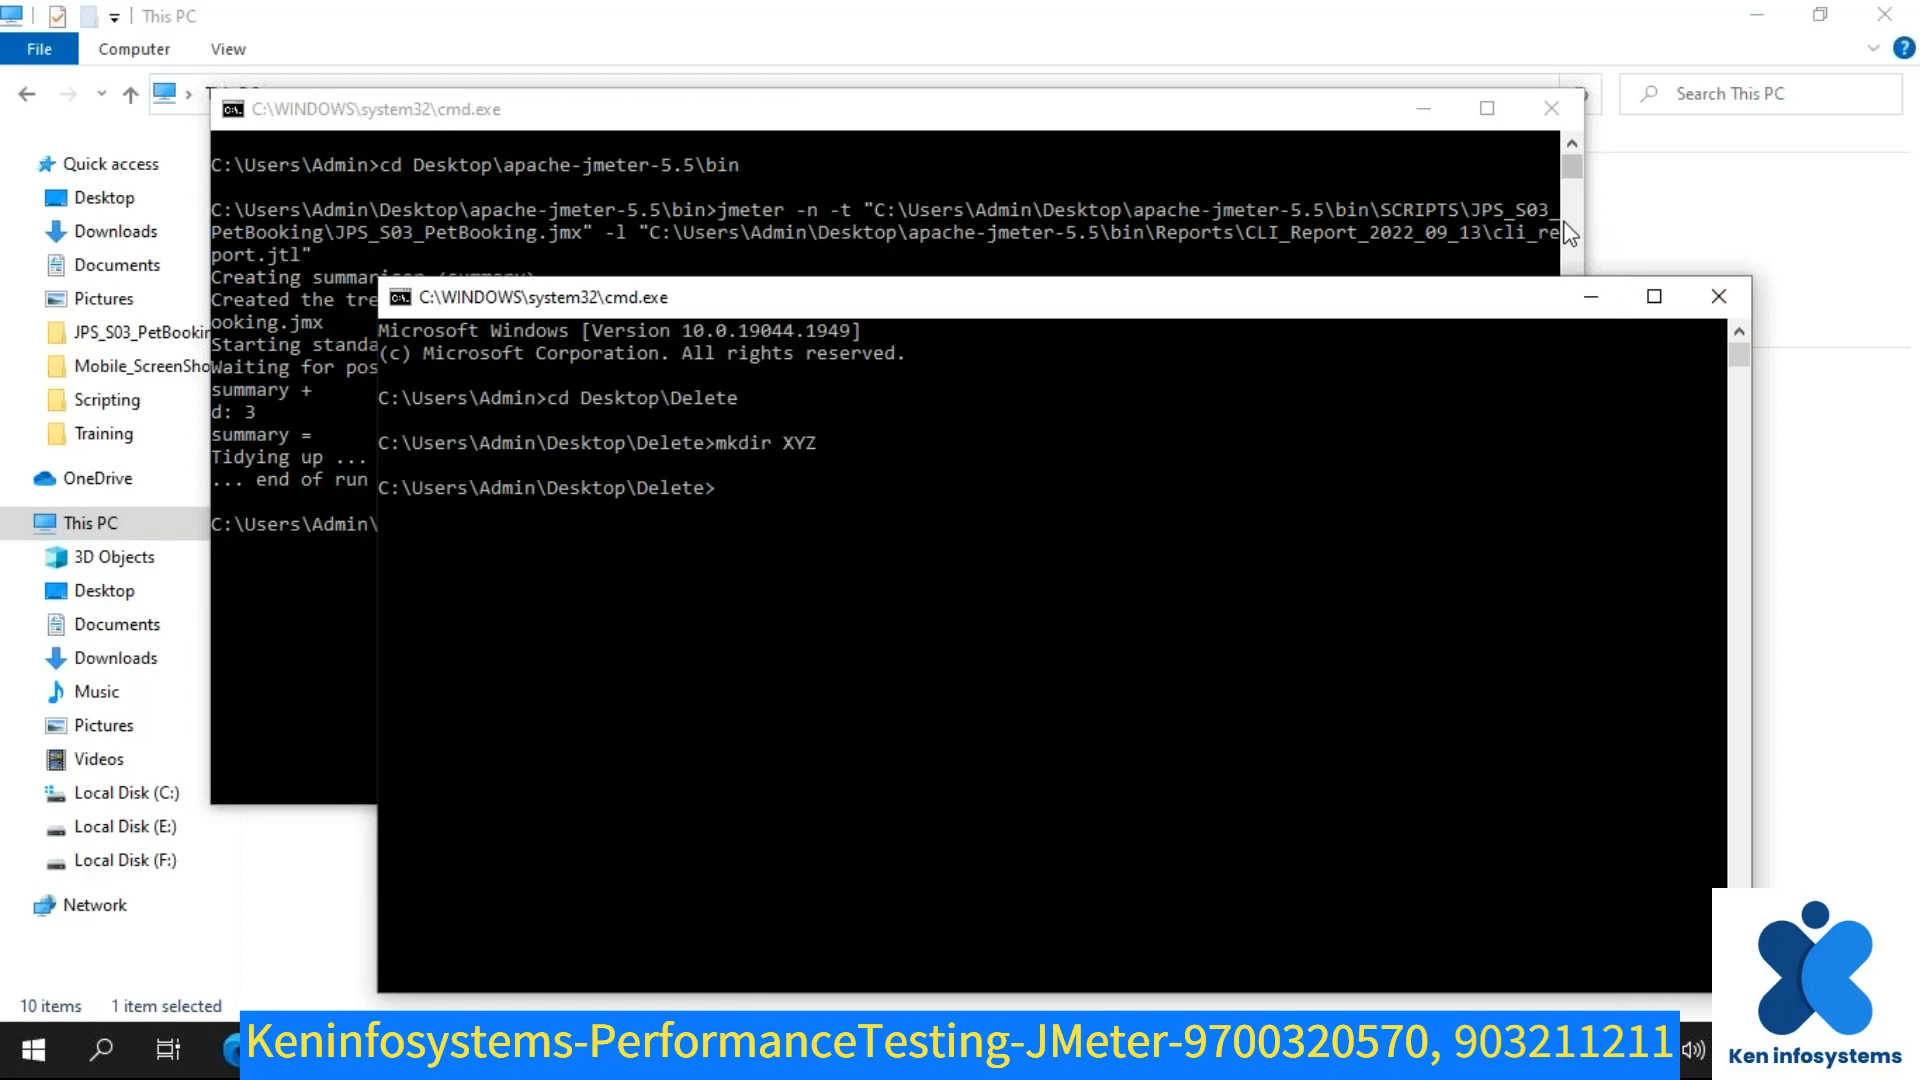 This PC
File Computer View
Search This PC
C:\WINDOWS\system32\cmd.exe
C:\Users\Admin>cd Desktop\apache-jmeter-5.5\bin
C:\Users\Admin\Desktop\apache-jmeter-5.5\bin>jmeter -n -t "C:\Users\Admin\Desktop\apache-jmeter-5.5\bin\SCRIPTS\JPS_S03_
PetBooking\JPS_S03_PetBooking.jmx" -l "C:\Users\Admin\Desktop\apache-jmeter-5.5\bin\Reports\CLI_Report_2022_09_13\cli_re
port.jtl"
Creating summariser (summary)
Created the tre
ooking.jmx
Starting standa
Waiting for pos
summary +
d: 3
summary =
Tidying up ...
... end of run
C:\Users\Admin\
C:\WINDOWS\system32\cmd.exe
Microsoft Windows [Version 10.0.19044.1949]
(c) Microsoft Corporation. All rights reserved.
C:\Users\Admin>cd Desktop\Delete
C:\Users\Admin\Desktop\Delete>mkdir XYZ
C:\Users\Admin\Desktop\Delete>
Quick access
Desktop
Downloads
Documents
Pictures
JPS_S03_PetBookin
Mobile_ScreenSho
Scripting
Training
OneDrive
This PC
3D Objects
Desktop
Documents
Downloads
Music
Pictures
Videos
Local Disk (C:)
Local Disk (E:)
Local Disk (F:)
Network
10 items 1 item selected
Keninfosystems-PerformanceTesting-JMeter-9700320570, 903211211
Ken infosystems